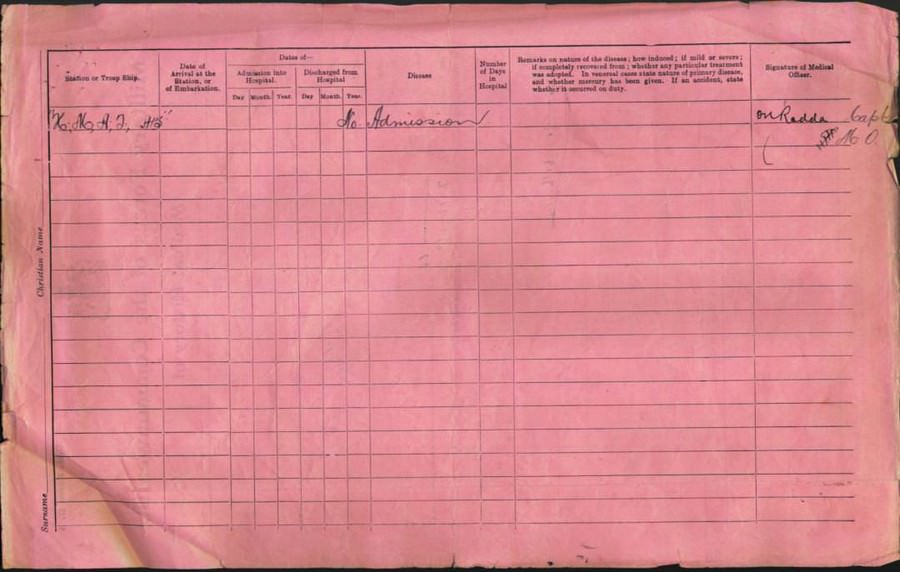 Station or Troop Ship.
Date of
Arrival at the
Station, or
of Embarkation.
Dates of—
Admission into
Hospital.
Discharged from
Hospital
Day Month. Year. Day Month. Year.
Disease
Number
of Days
in
Hospital
Remarks on nature of the disease; how induced; if mild or severe;
if completely recovered from; whether any particular treatment
was adopted. In venereal cases state nature of primary disease,
and whether mercury has been given. If an accident, state
whether it occurred on duty.
Signature of Medical
Officer.
No Admission
Capt
M. O.
Christian Name
Surname